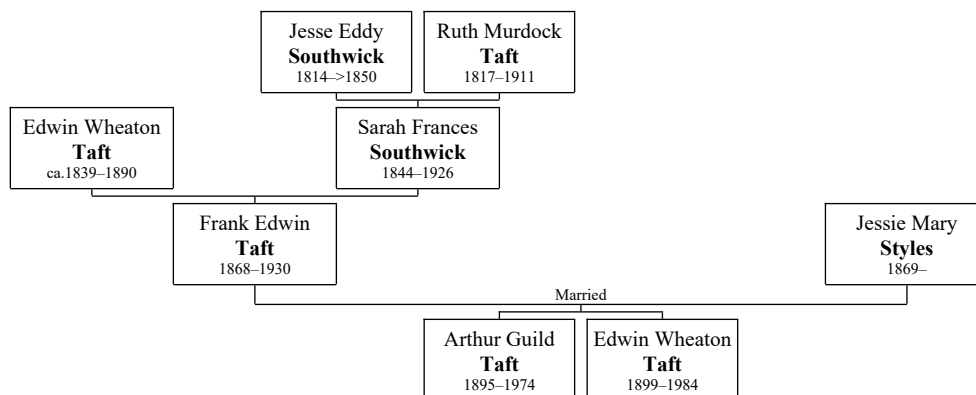 Jesse Eddy
Southwick
1814–>1850
Ruth Murdock
Taft
1817–1911
Edwin Wheaton
Taft
ca.1839–1890
Sarah Frances
Southwick
1844–1926
Frank Edwin
Taft
1868–1930
Jessie Mary
Styles
1869–
Married
Arthur Guild
Taft
1895–1974
Edwin Wheaton
Taft
1899–1984